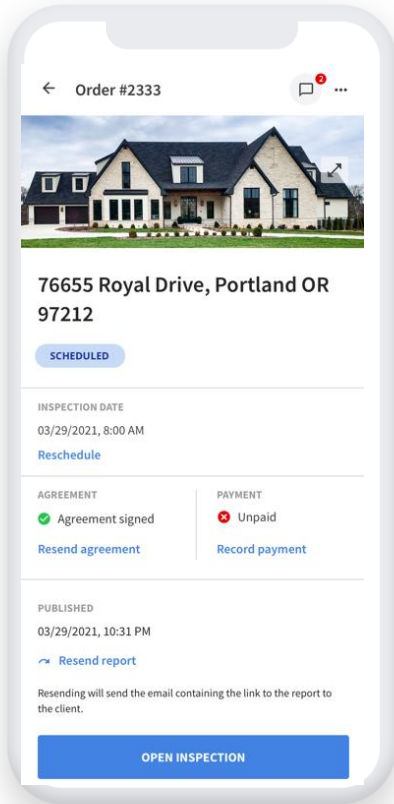 Order #2333
2
76655 Royal Drive, Portland OR
97212
SCHEDULED
INSPECTION DATE
03/29/2021, 8:00 AM
Reschedule
AGREEMENT
Agreement signed
Resend agreement
PAYMENT
Unpaid
Record payment
PUBLISHED
03/29/2021, 10:31 PM
Resend report
Resending will send the email containing the link to the report to
the client.
OPEN INSPECTION